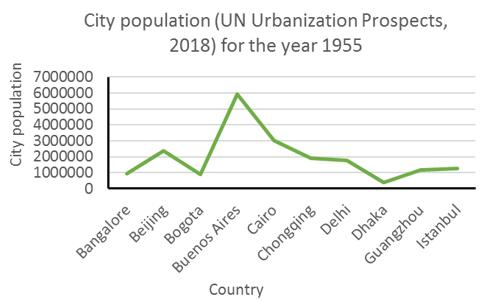 City population (UN Urbanization Prospects,
2018) for the year 1955
City population
7000000
6000000
5000000
4000000
3000000
2000000
1000000
0
Bangalore
Beijing
Bogota
Buenos Aires
Cairo
Chongqing
Delhi
Dhaka
Guangzhou
Istanbul
Country